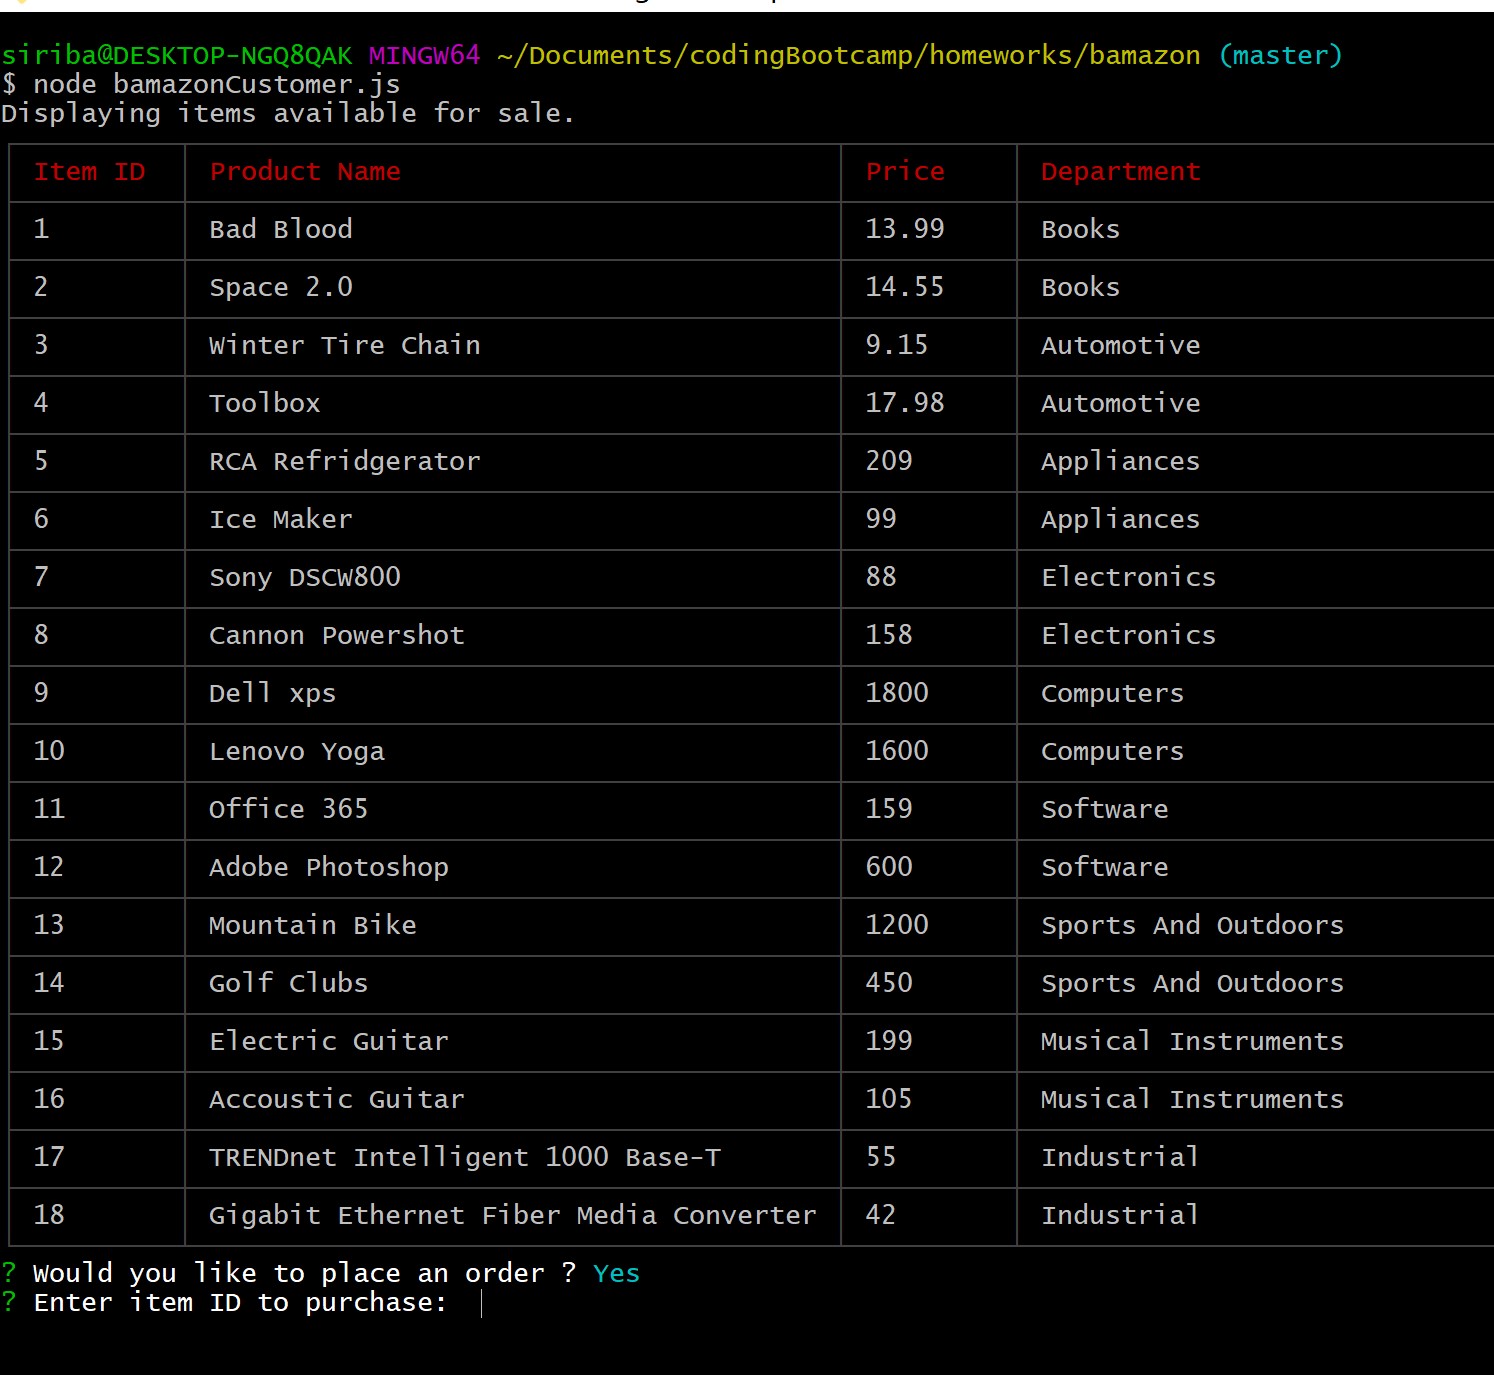 siriba@DESKTOP-NGQ8QAK MINGW64 ~/Documents/codingBootcamp/homeworks/bamazon (master)
$ node bamazonCustomer.js
Displaying items available for sale.
Item ID Product Name Price Department
1 Bad Blood 13.99 Books
2 Space 2.0 14.55 Books
3 Winter Tire Chain 9.15 Automotive
4 Toolbox 17.98 Automotive
5 RCA Refridgerator 209 Appliances
6 Ice Maker 99 Appliances
7 Sony DSCW800 88 Electronics
8 Cannon Powershot 158 Electronics
9 Dell xps 1800 Computers
10 Lenovo Yoga 1600 Computers
11 Office 365 159 Software
12 Adobe Photoshop 600 Software
13 Mountain Bike 1200 Sports And Outdoors
14 Golf Clubs 450 Sports And Outdoors
15 Electric Guitar 199 Musical Instruments
16 Accoustic Guitar 105 Musical Instruments
17 TRENDnet Intelligent 1000 Base-T 55 Industrial
18 Gigabit Ethernet Fiber Media Converter 42 Industrial
? Would you like to place an order ? Yes
? Enter item ID to purchase: